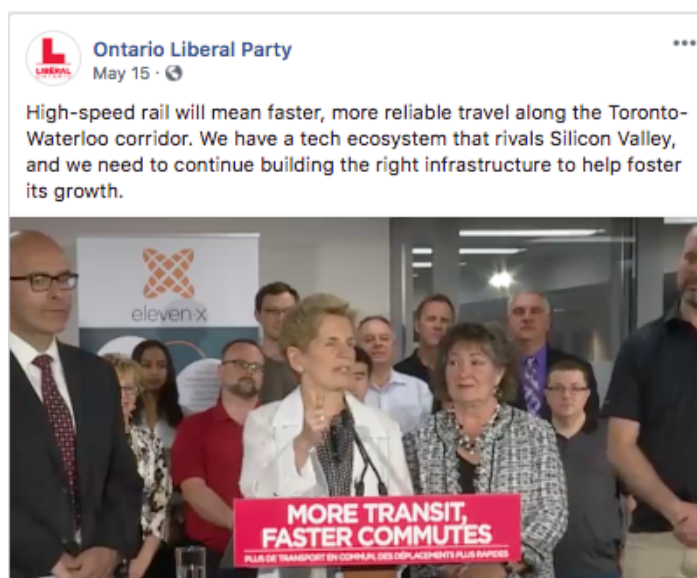 Ontario Liberal Party
LIBÉRAL
ONTARIO
May 15 ·
High-speed rail will mean faster, more reliable travel along the Toronto-
Waterloo corridor. We have a tech ecosystem that rivals Silicon Valley,
and we need to continue building the right infrastructure to help foster
its growth.
eleven-x
MORE TRANSIT,
FASTER COMMUTES
PLUS DE TRANSPORT EN COMMUN, DES DÉPLACEMENTS PLUS RAPIDES